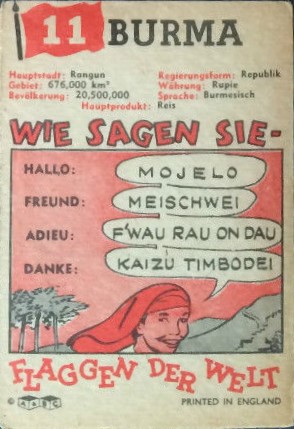 11 BURMA
Hauptstadt: Rangun
Gebiet: 676,000 km²
Bevölkerung: 20,500,000
Regierungsform: Republik
Währung: Rupie
Sprache: Burmesisch
Hauptprodukt: Reis
WIE SAGEN SIE-
HALLO: MOJELO
FREUND: MEISCHWEI
ADIEU: F'WAU RAU ON DAU
DANKE: KAIZU TIMBODEI
FLAGGEN DER WELT
© A&BC PRINTED IN ENGLAND